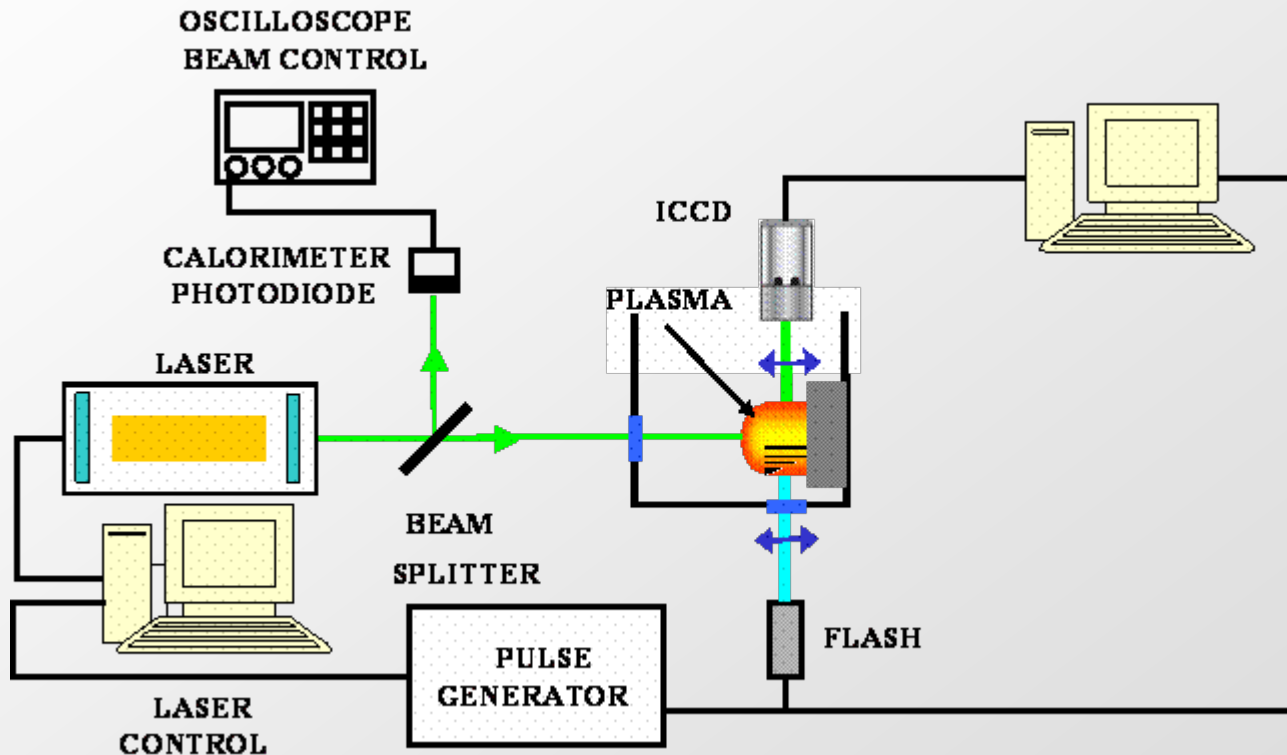 OSCILLOSCOPE
BEAM CONTROL
ICCD
CALORIMETER
PHOTODIODE
PLASMA
LASER
BEAM
SPLITTER
FLASH
PULSE
GENERATOR
LASER
CONTROL